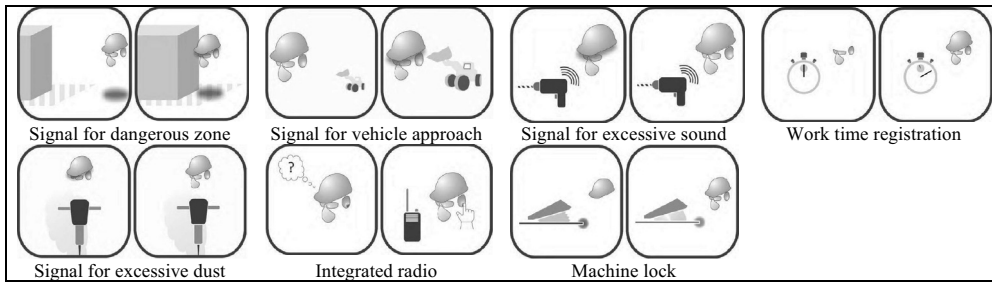 Signal for dangerous zone
Signal for vehicle approach
Signal for excessive sound
Work time registration
?
Signal for excessive dust
Integrated radio
Machine lock